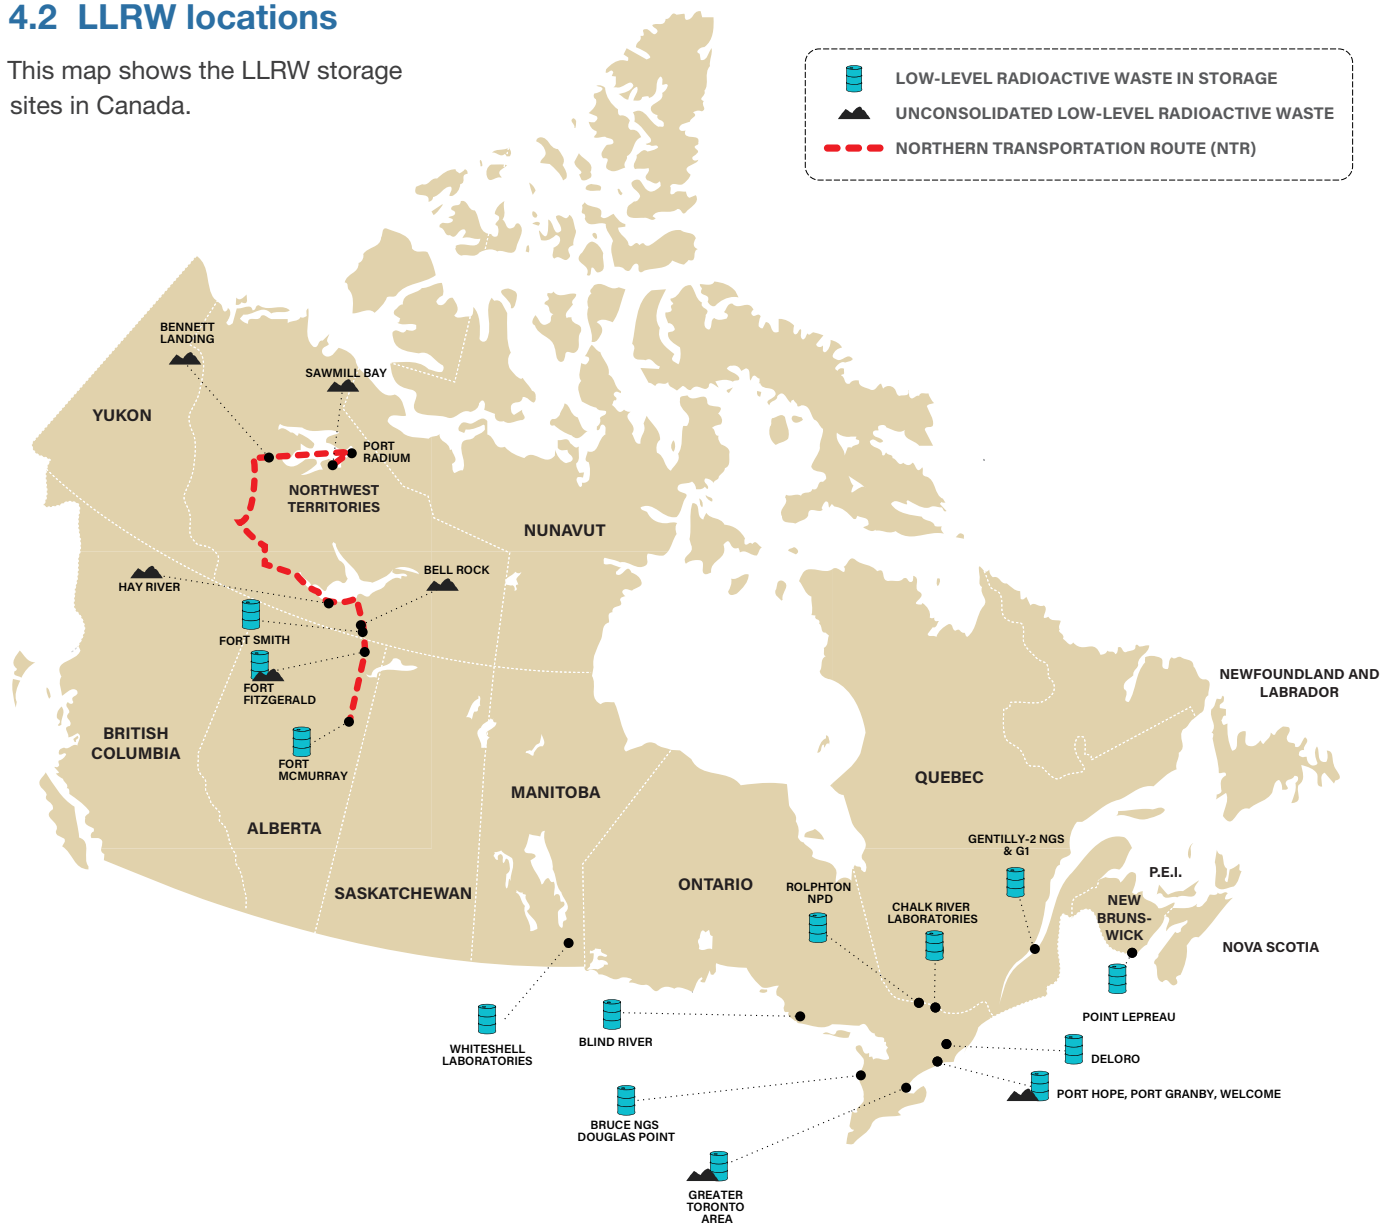 4.2 LLRW locations
This map shows the LLRW storage
sites in Canada.
LOW-LEVEL RADIOACTIVE WASTE IN STORAGE
UNCONSOLIDATED LOW-LEVEL RADIOACTIVE WASTE
NORTHERN TRANSPORTATION ROUTE (NTR)
BENNETT
LANDING
SAWMILL BAY
YUKON
PORT
RADIUM
NORTHWEST
TERRITORIES
NUNAVUT
BELL ROCK
HAY RIVER
FORT SMITH
FORT
FITZGERALD
NEWFOUNDLAND AND
LABRADOR
BRITISH
COLUMBIA
FORT
MCMURRAY
QUEBEC
MANITOBA
ALBERTA
GENTILLY-2 NGS
& G1
P.E.I.
ONTARIO
SASKATCHEWAN
ROLPHTON
NPD
CHALK RIVER
LABORATORIES
NEW
BRUNS-
WICK
NOVA SCOTIA
POINT LEPREAU
WHITESHELL
LABORATORIES
BLIND RIVER
DELORO
PORT HOPE, PORT GRANBY, WELCOME
BRUCE NGS
DOUGLAS POINT
GREATER
TORONTO
AREA